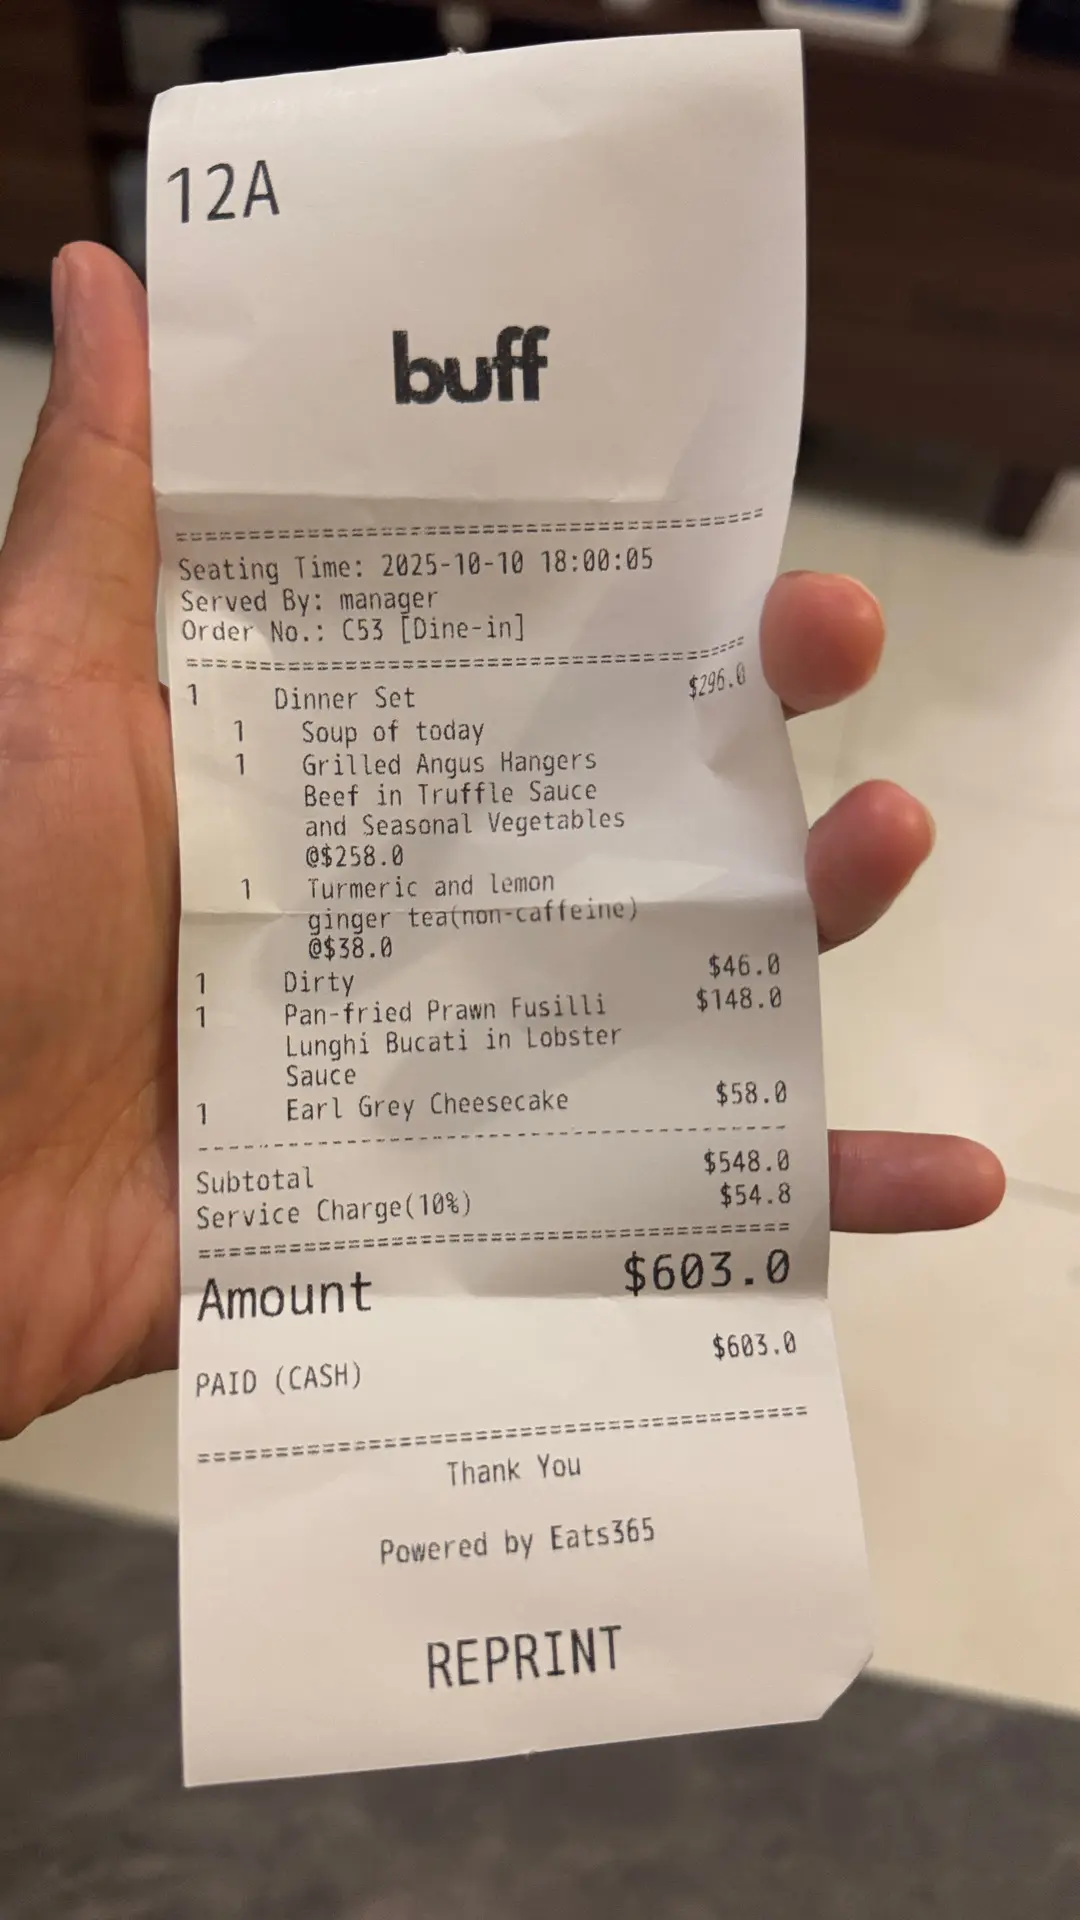 12A
buff
========================================
Seating Time: 2025-10-10 18:00:05
Served By: manager
Order No.: C53 [Dine-in]
========================================
1 Dinner Set $296.0
1 Soup of today
1 Grilled Angus Hangers
Beef in Truffle Sauce
and Seasonal Vegetables
@$258.0
1 Turmeric and lemon
ginger tea(non-caffeine)
@$38.0
1 Dirty $46.0
1 Pan-fried Prawn Fusilli $148.0
Lunghi Bucati in Lobster
Sauce
1 Earl Grey Cheesecake $58.0
----------------------------------------
Subtotal $548.0
Service Charge(10%) $54.8
========================================
Amount $603.0
PAID (CASH) $603.0
========================================
Thank You
Powered by Eats365
REPRINT